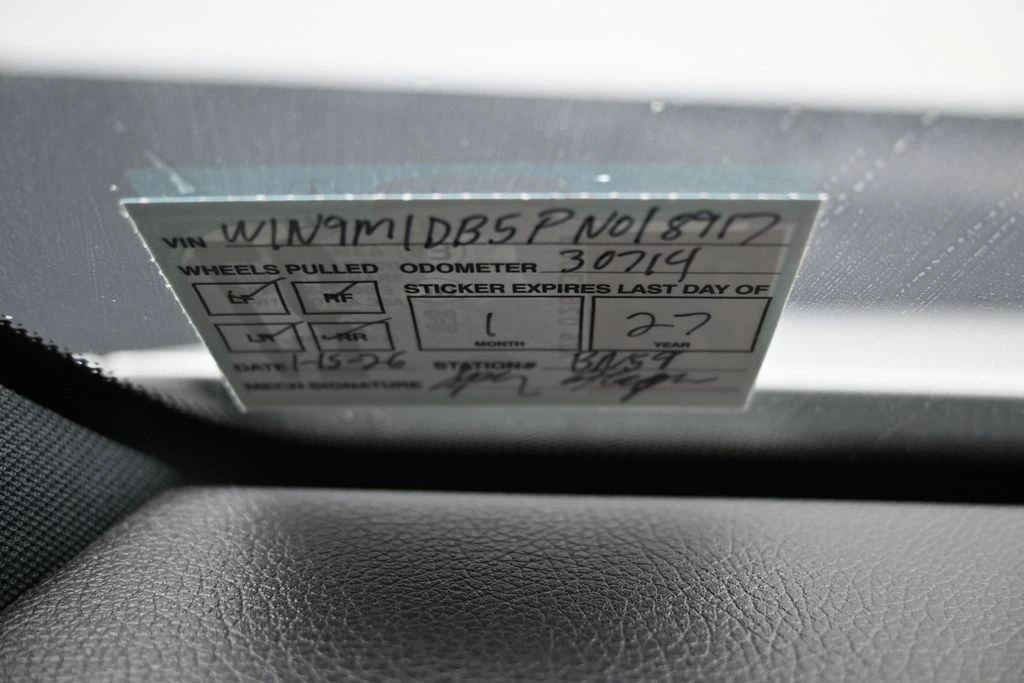 VIN W1N9M1DB5PN018917
WHEELS PULLED ODOMETER 30714
STICKER EXPIRES LAST DAY OF
LF RF
LR RR
1 27
MONTH YEAR
DATE 1-15-26 STATION# BN59
MECH SIGNATURE